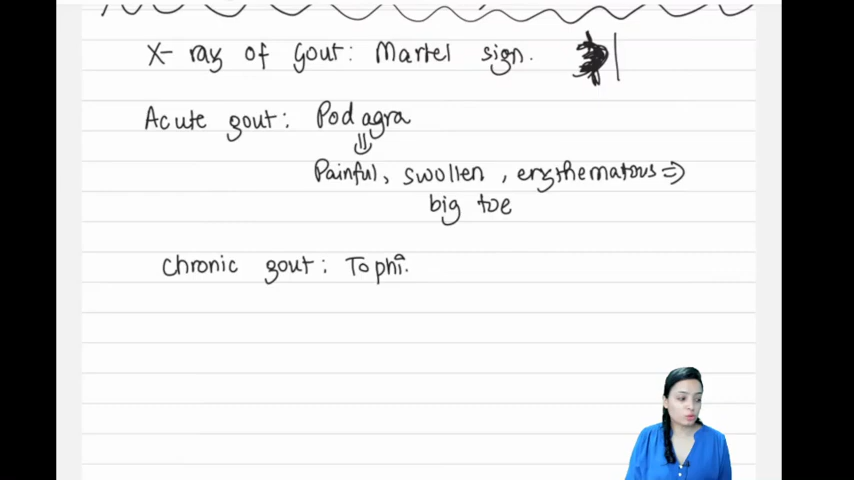 X-ray of gout: Martel sign.
Acute gout: Podagra
⇓
Painful, swollen, erythematous ⇒
big toe
Chronic gout: Tophi.